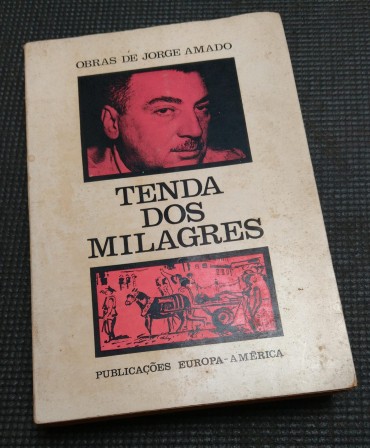 OBRAS DE JORGE AMADO
TENDA
DOS
MILAGRES
PUBLICAÇÕES EUROPA-AMÉRICA